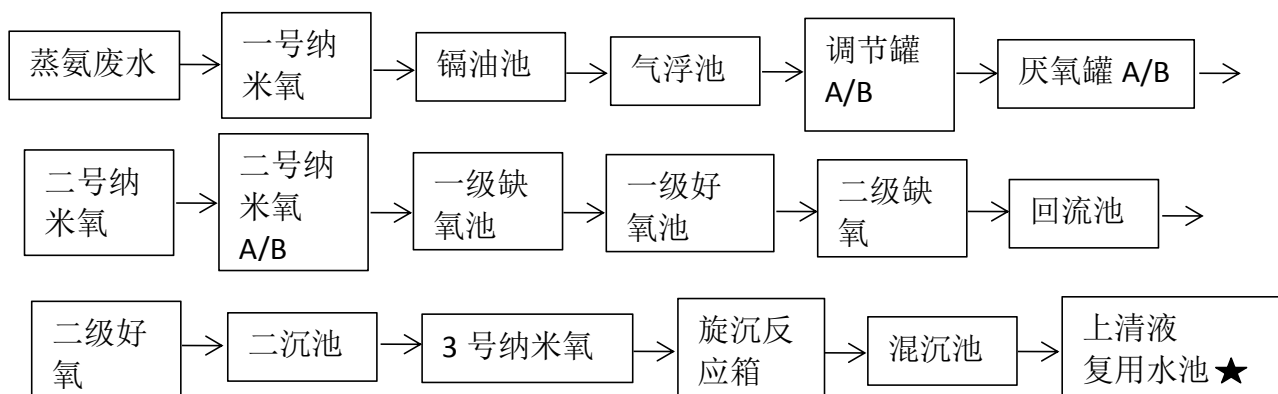 蒸氨废水
一号纳
米氧
镉油池
气浮池
调节罐
A/B
厌氧罐 A/B
二号纳
米氧
二号纳
米氧
A/B
一级缺
氧池
一级好
氧池
二级缺
氧
回流池
二级好
氧
二沉池
3 号纳米氧
旋沉反
应箱
混沉池
上清液
复用水池★